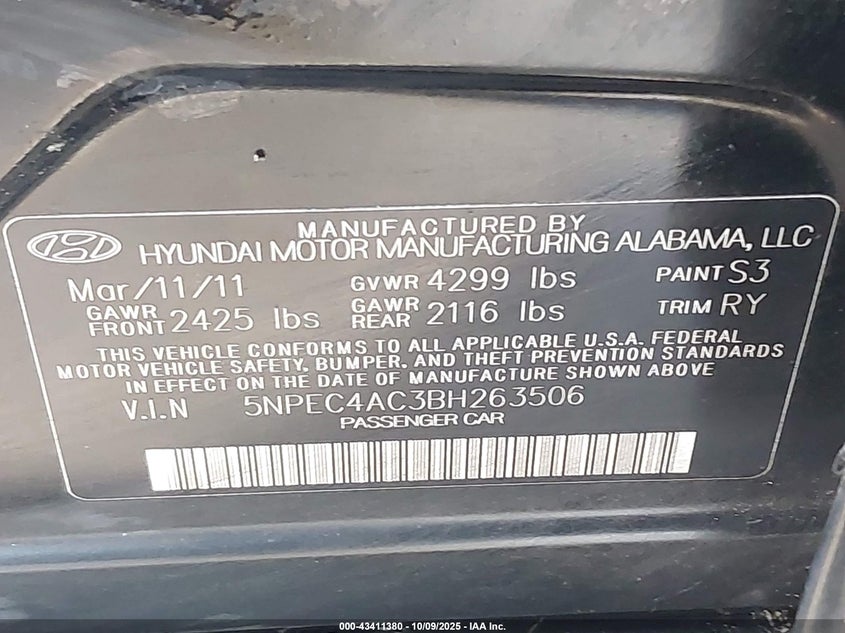 MANUFACTURED BY
HYUNDAI MOTOR MANUFACTURING ALABAMA, LLC
Mar/11/11 GVWR 4299 lbs PAINT S3
GAWR FRONT 2425 lbs GAWR REAR 2116 lbs TRIM RY
THIS VEHICLE CONFORMS TO ALL APPLICABLE U.S.A. FEDERAL
MOTOR VEHICLE SAFETY, BUMPER, AND THEFT PREVENTION STANDARDS
IN EFFECT ON THE DATE OF MANUFACTURE SHOWN ABOVE
V.I.N 5NPEC4AC3BH263506
PASSENGER CAR
000-43411380 - 10/09/2025 - IAA Inc.